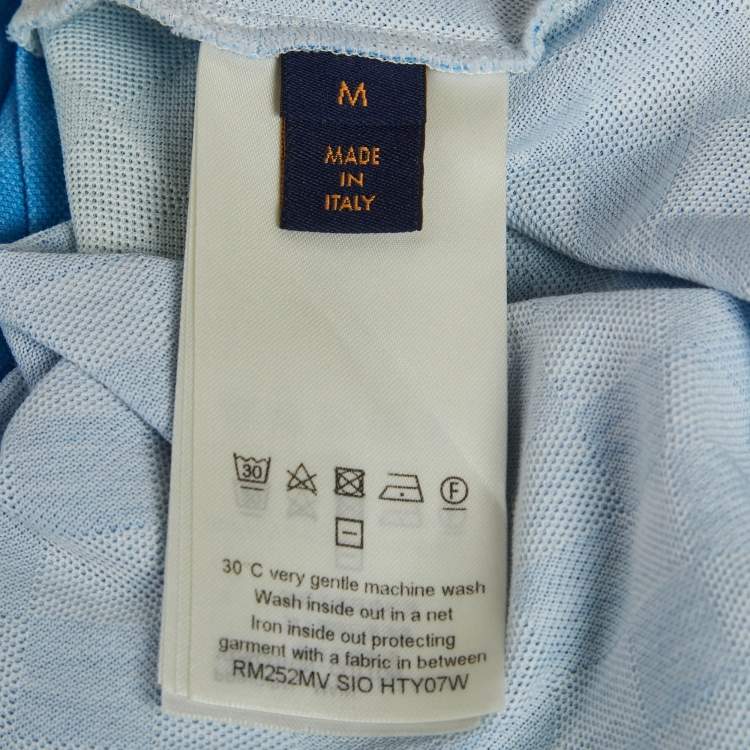 M
MADE
IN
ITALY
30
F
30 C very gentle machine wash
Wash inside out in a net
Iron inside out protecting
garment with a fabric in between
RM252MV SIO HTY07W